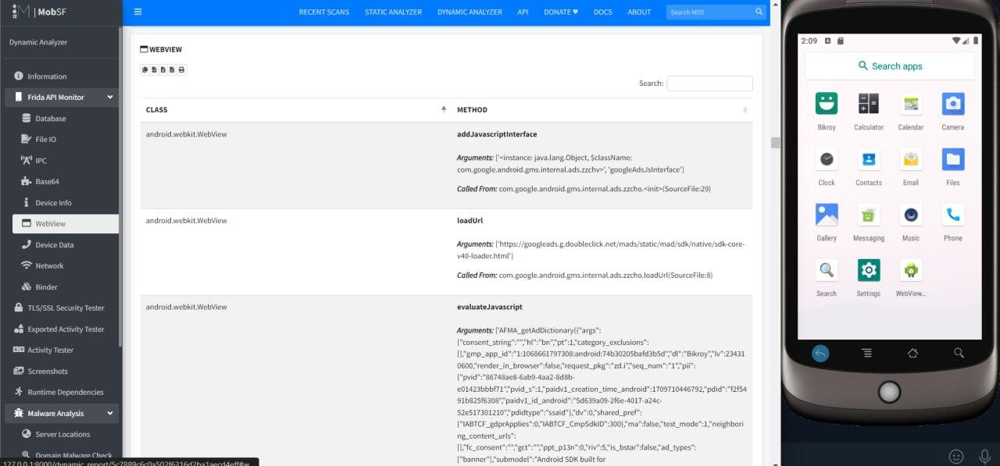 MobSF
RECENT SCANS STATIC ANALYZER DYNAMIC ANALYZER API DONATE ♥ DOCS ABOUT Search MD5
Dynamic Analyzer
Information
Frida API Monitor
Database
File IO
IPC
Base64
Device Info
WebView
Device Data
Network
Binder
TLS/SSL Security Tester
Exported Activity Tester
Activity Tester
Screenshots
Runtime Dependencies
Malware Analysis
Server Locations
Domain Malware Check
127.0.0.1:8000/dynamic_report/5c7889c6c0a502f6316d2ba1aecd4eff#w...
WEBVIEW
Search:
CLASS METHOD
android.webkit.WebView addJavascriptInterface
Arguments: ['<instance: java.lang.Object, $className:
com.google.android.gms.internal.ads.zzchv>', 'googleAdsJsInterface']
Called From: com.google.android.gms.internal.ads.zzcho.<init>(SourceFile:29)
android.webkit.WebView loadUrl
Arguments: ['https://googleads.g.doubleclick.net/mads/static/mad/sdk/native/sdk-core-
v40-loader.html']
Called From: com.google.android.gms.internal.ads.zzcho.loadUrl(SourceFile:8)
android.webkit.WebView evaluateJavascript
Arguments: ['AFMA_getAdDictionary({"args":
{"consent_string":"","hl":"bn","pt":1,"category_exclusions":
[],"gmp_app_id":"1:1068661797308:android:74b30205bafd3b5d","dl":"Bikroy","lv":23431
0600,"render_in_browser":false,"request_pkg":"zd.i","seq_num":"1","pii":
{"pvid":"86748ae8-6ab9-4aa2-8d8b-
e01423bbbf71","pvid_s":1,"paidv1_creation_time_android":1709710446792,"pdid":"f2f54
91b825f6308","paidv1_id_android":"5d639a09-2f6e-4017-a24c-
52e517301210","pdidtype":"ssaid"},"dv":0,"shared_pref":
{"IABTCF_gdprApplies":0,"IABTCF_CmpSdkID":300},"ma":false,"test_mode":1,"neighbori
ng_content_urls":
[],"fc_consent":"","gct":"","ppt_p13n":0,"riv":5,"is_bstar":false,"ad_types":
["banner"],"submodel":"Android SDK built for
2:09
Search apps
Bikroy Calculator Calendar Camera
Clock Contacts Email Files
Gallery Messaging Music Phone
Search Settings WebView...